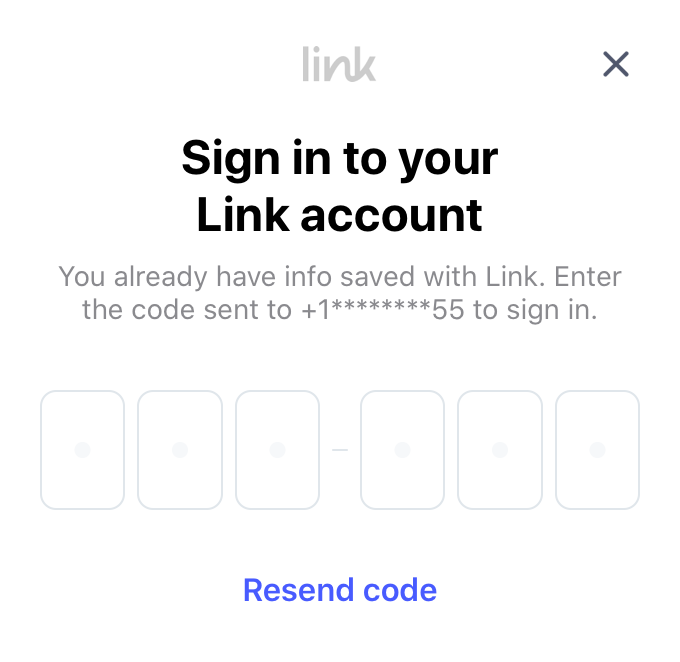 link
Sign in to your
Link account
You already have info saved with Link. Enter
the code sent to +1********55 to sign in.
Resend code